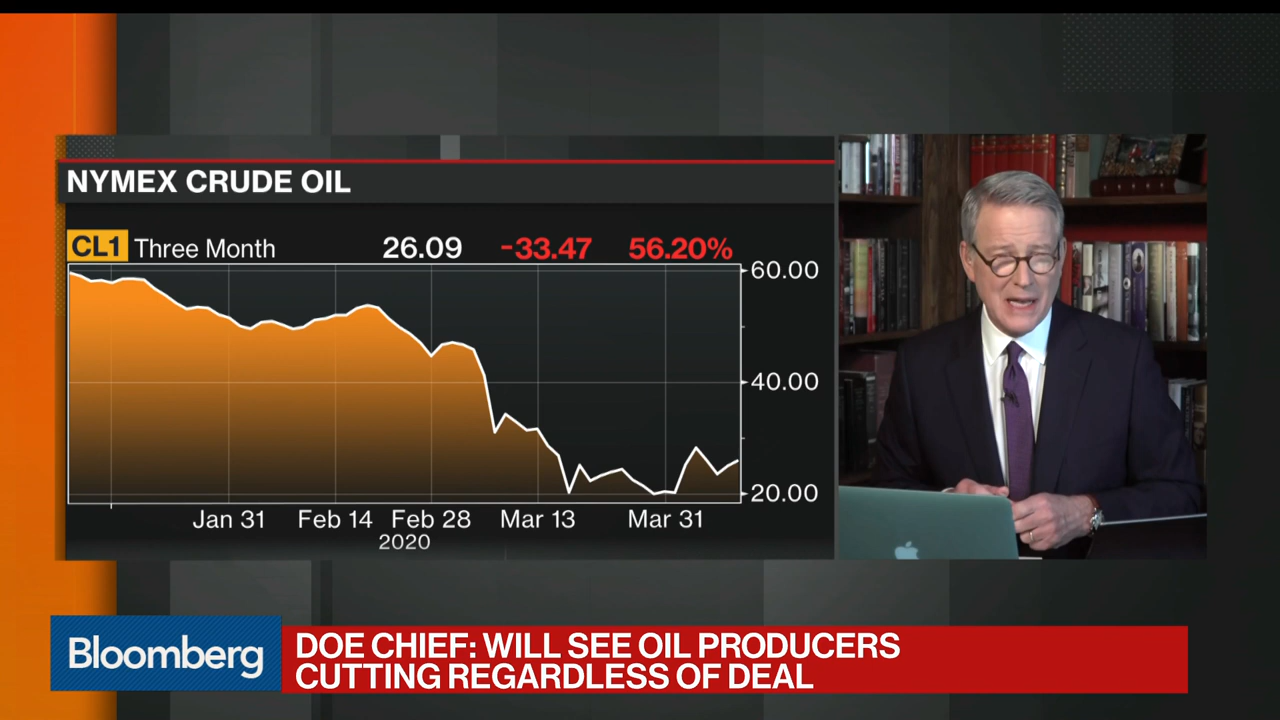 NYMEX CRUDE OIL
CL1 Three Month 26.09 -33.47 56.20%
60.00
40.00
20.00
Jan 31 Feb 14 Feb 28 Mar 13 Mar 31
2020
Bloomberg
DOE CHIEF: WILL SEE OIL PRODUCERS
CUTTING REGARDLESS OF DEAL